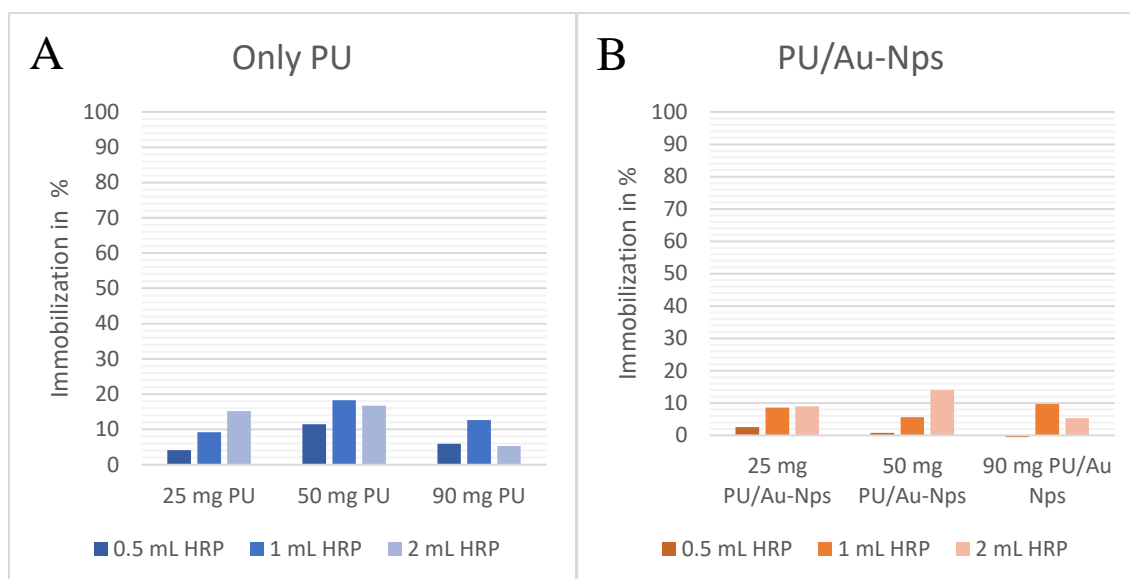 A
Only PU
Immobilization in %
100
90
80
70
60
50
40
30
20
10
0
25 mg PU
50 mg PU
90 mg PU
0.5 mL HRP
1 mL HRP
2 mL HRP
B
PU/Au-Nps
Immobilization in %
100
90
80
70
60
50
40
30
20
10
0
25 mg
PU/Au-Nps
50 mg
PU/Au-Nps
90 mg PU/Au
Nps
0.5 mL HRP
1 mL HRP
2 mL HRP